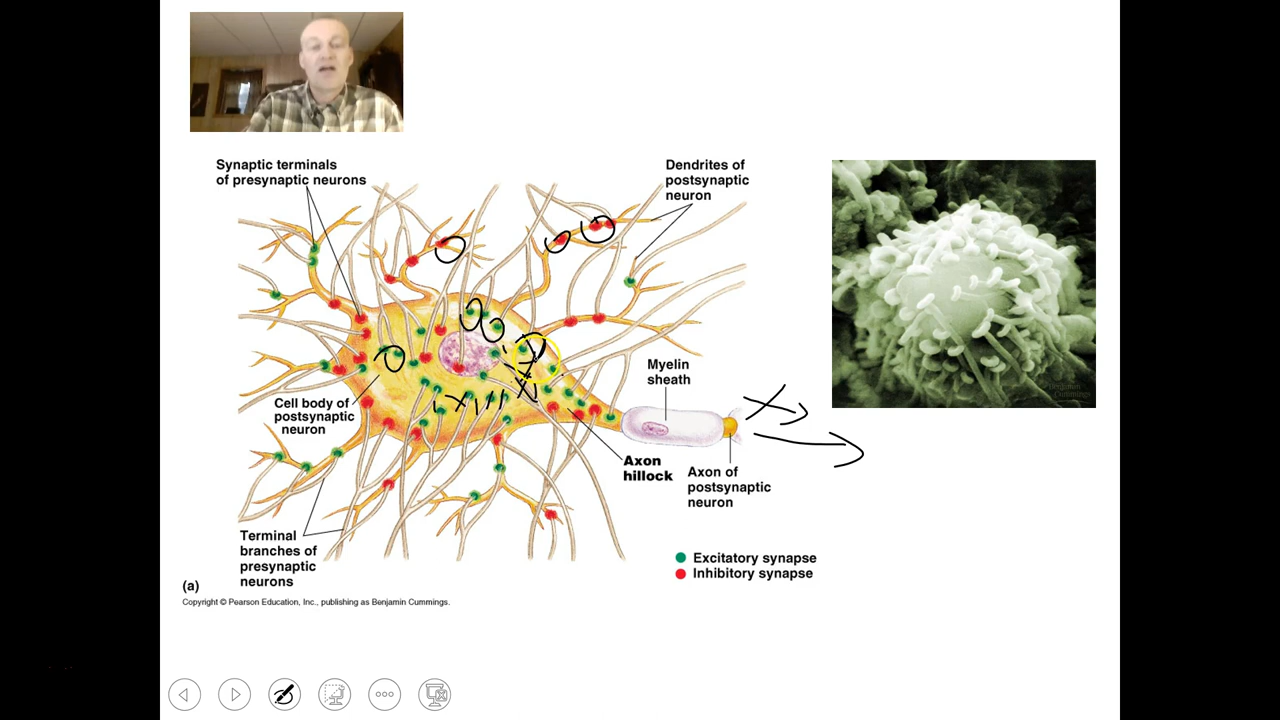 Synaptic terminals
of presynaptic neurons
Dendrites of
postsynaptic
neuron
Myelin
sheath
Cell body of
postsynaptic
neuron
Axon
hillock
Axon of
postsynaptic
neuron
Terminal
branches of
presynaptic
neurons
Excitatory synapse
Inhibitory synapse
(a)
Copyright © Pearson Education, Inc., publishing as Benjamin Cummings.
Benjamin
Cummings